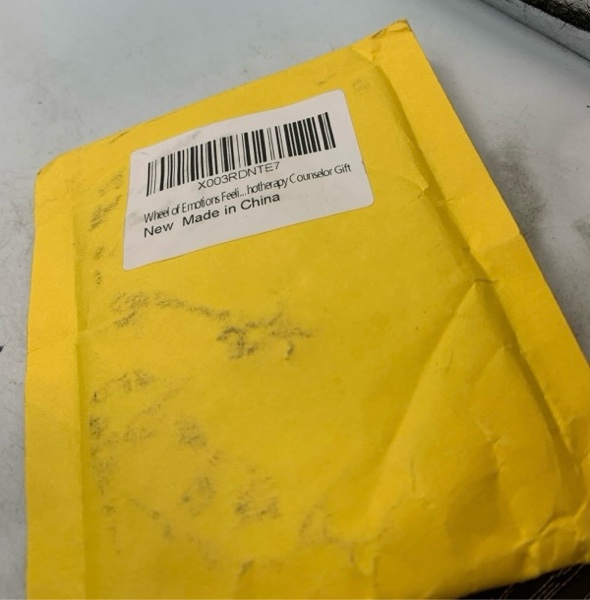 X003RDNTE7
Wheel of Emotions Feeli...hotherapy Counselor Gift
New Made in China